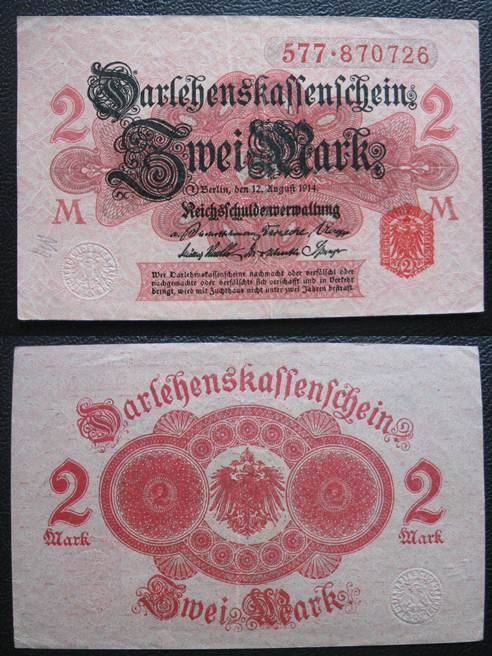 577·870726
Darlehenskassenschein
2 2
Zwei Mark
Berlin, den 12. August 1914
M M
Reichsschuldenverwaltung
Wer Darlehnskassenscheine nachmacht oder verfälscht oder
nachgemachte oder verfälschte sich verschafft und in Verkehr
bringt, wird mit Zuchthaus nicht unter zwei Jahren bestraft
Darlehenskassenschein
2 2
Mark Mark
2 2
Zwei Mark